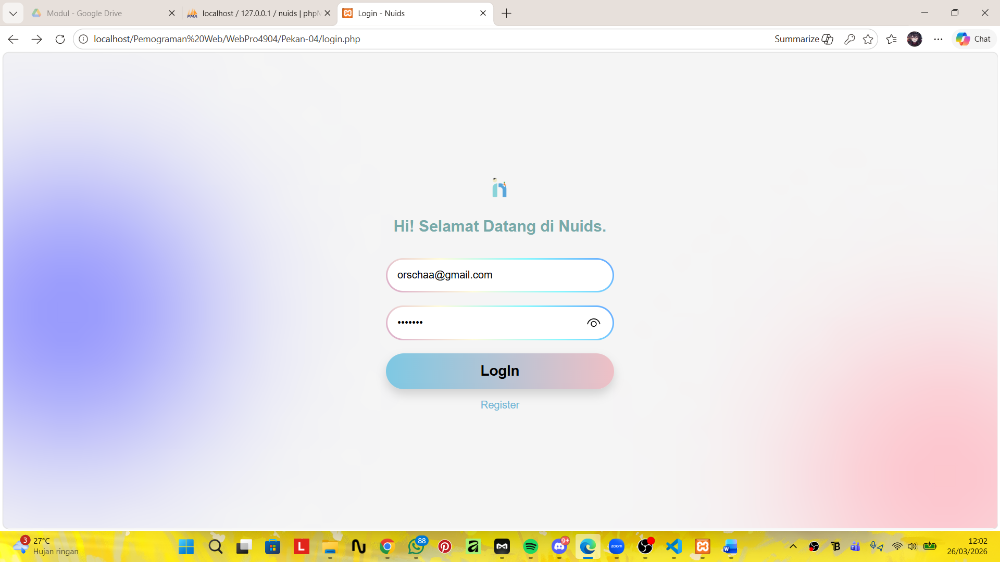 Modul - Google Drive
localhost / 127.0.0.1 / nuids | phpM
Login - Nuids
localhost/Pemograman%20Web/WebPro4904/Pekan-04/login.php
Summarize
Chat
Hi! Selamat Datang di Nuids.
orschaa@gmail.com
•••••••
LogIn
Register
3
27°C
Hujan ringan
L
88
9+
zoom
W
12:02
26/03/2026